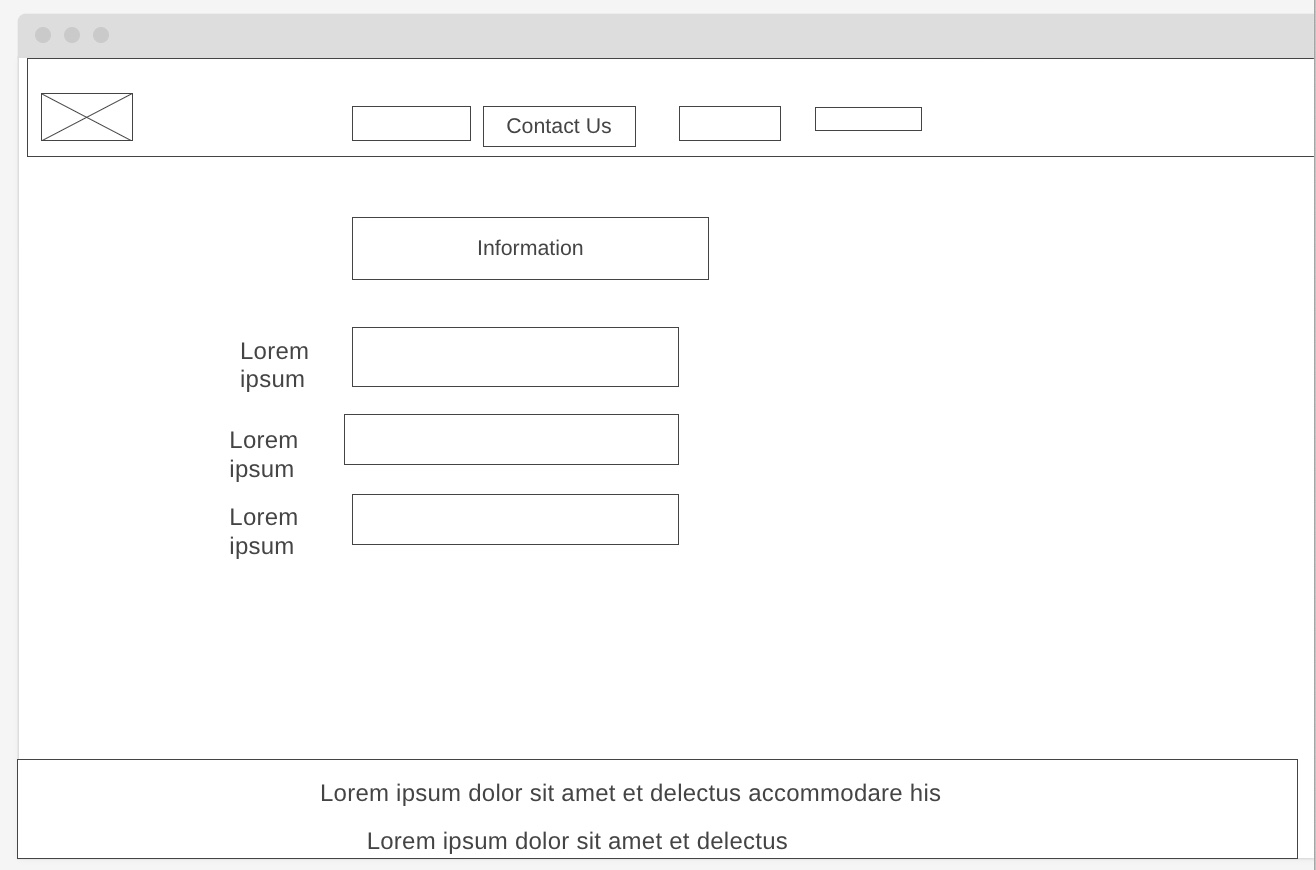 Contact Us
Information
Lorem
ipsum
Lorem
ipsum
Lorem
ipsum
Lorem ipsum dolor sit amet et delectus accommodare his
Lorem ipsum dolor sit amet et delectus